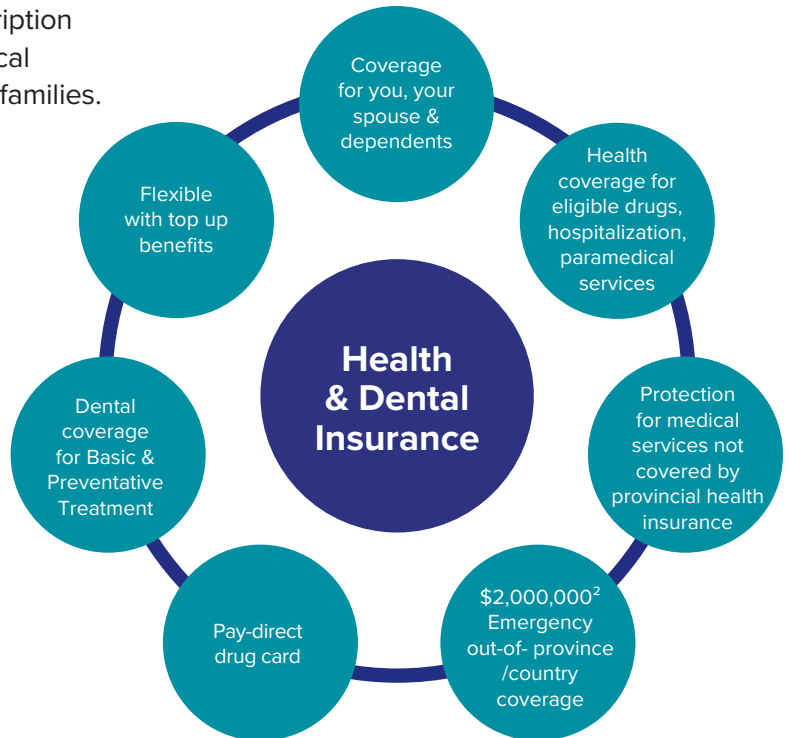 ription
cal
families.
Coverage
for you, your
spouse &
dependents
Health
coverage for
eligible drugs,
hospitalization,
paramedical
services
Protection
for medical
services not
covered by
provincial health
insurance
$2,000,000²
Emergency
out-of- province
/country
coverage
Pay-direct
drug card
Dental
coverage
for Basic &
Preventative
Treatment
Flexible
with top up
benefits
Health
& Dental
Insurance